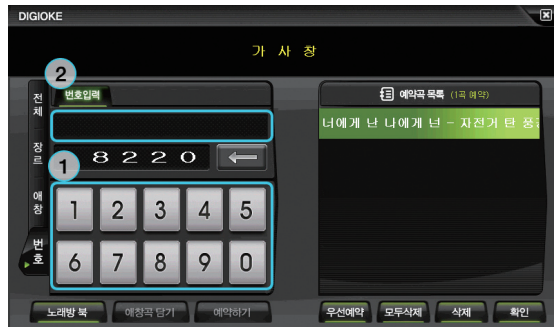 DIGIOKE
가 사 창
2
전체
번호입력
장르
1
8 2 2 0
애창
1 2 3 4 5
번호
6 7 8 9 0
노래방 북
애창곡 담기
예약하기
예약곡 목록 (1곡 예약)
너에게 난 나에게 넌 - 자전거 탄 풍
우선예약
모두삭제
삭제
확인